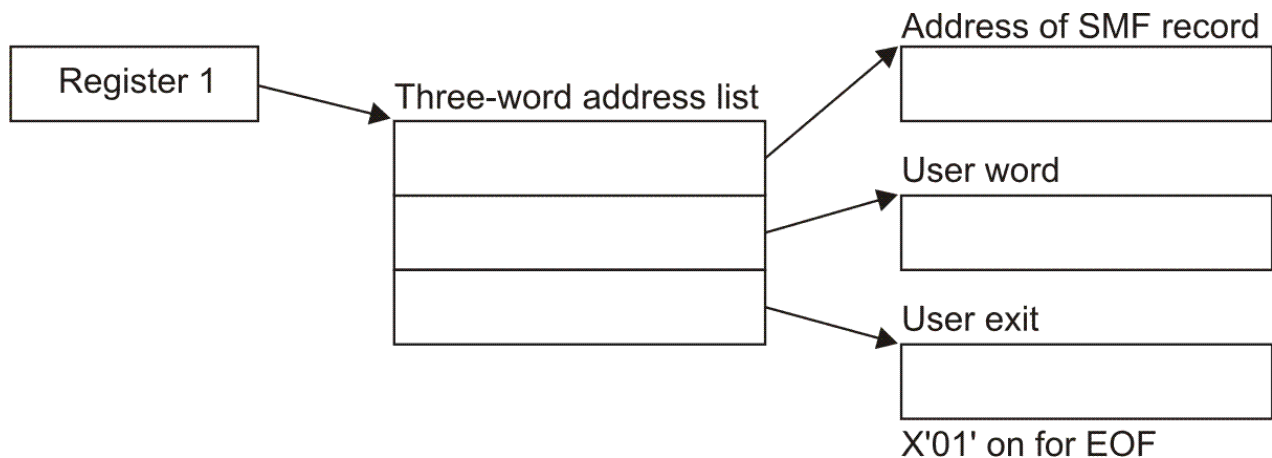 Address of SMF record
Register 1
Three-word address list
User word
User exit
X'01' on for EOF